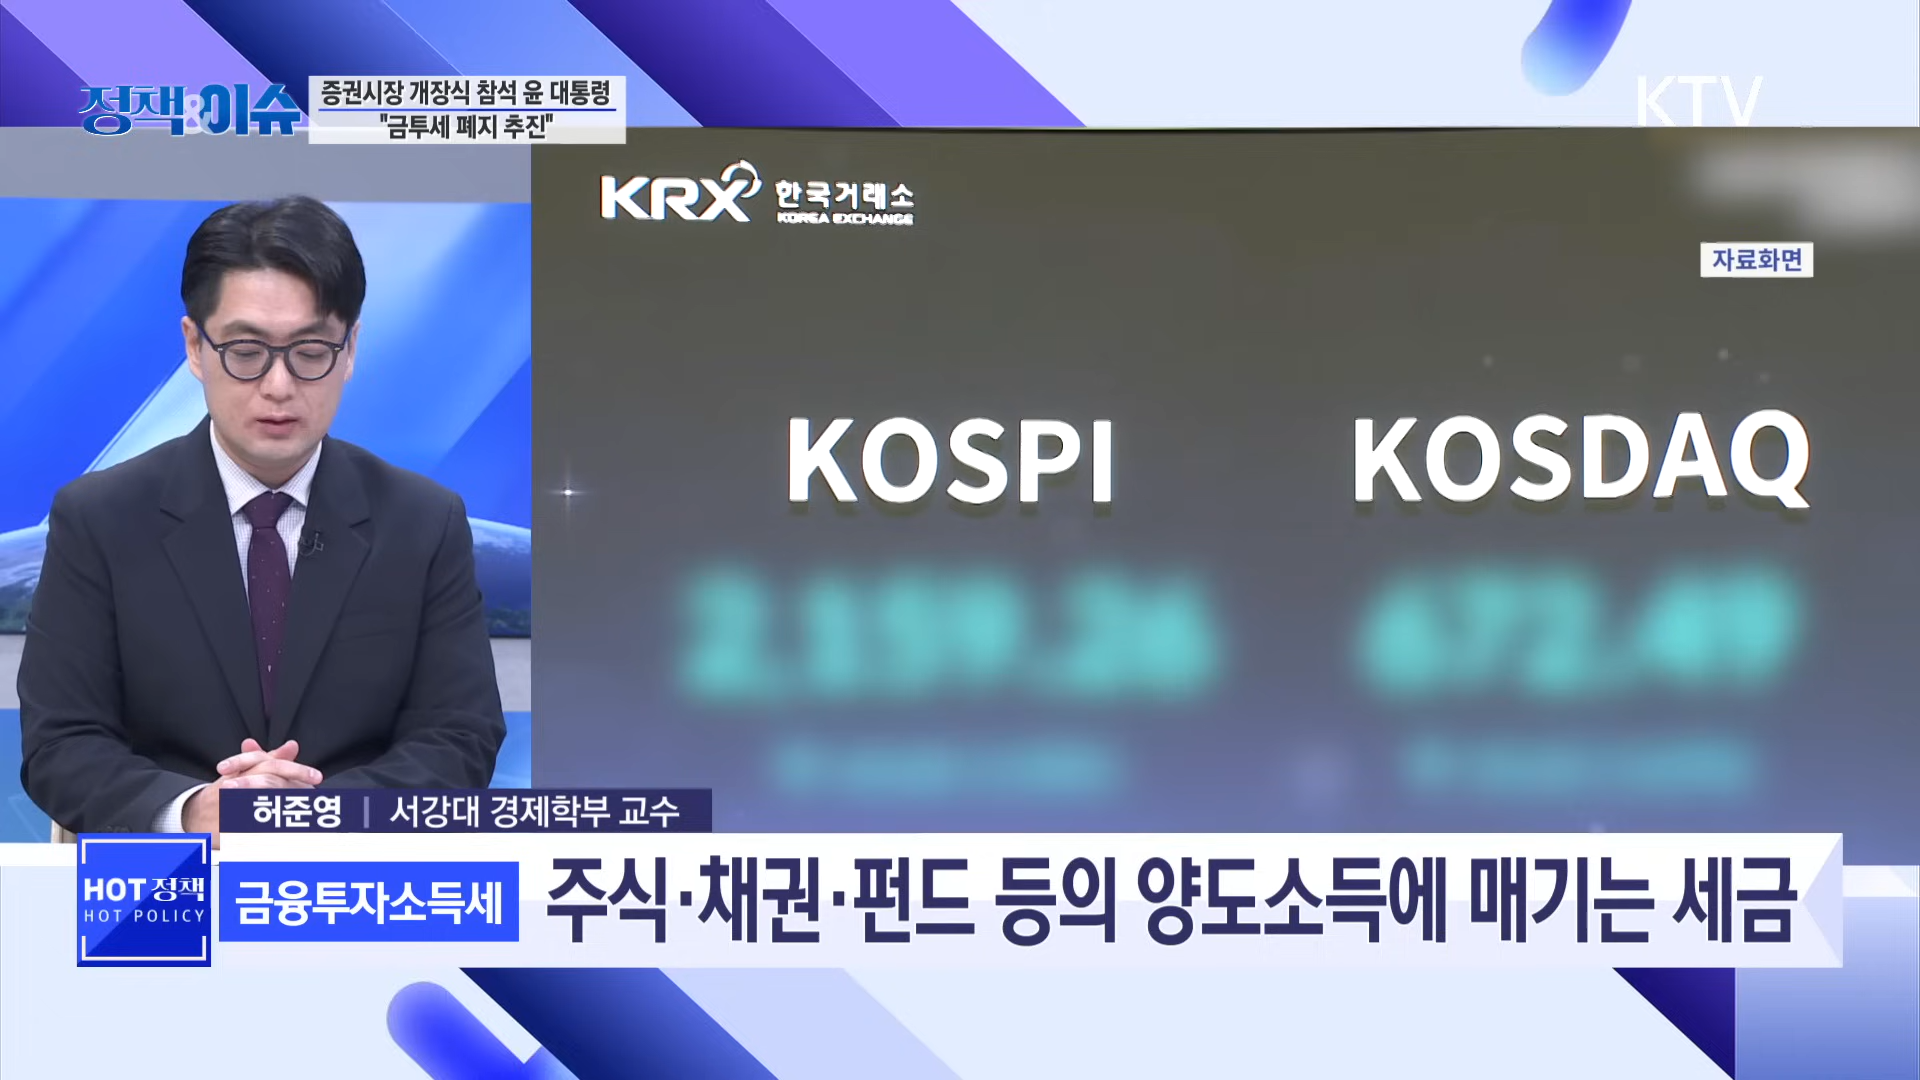 정책&이슈
증권시장 개장식 참석 윤 대통령
"금투세 폐지 추진"
KTV
KRX 한국거래소
KOREA EXCHANGE
자료화면
KOSPI
KOSDAQ
허준영 | 서강대 경제학부 교수
HOT 정책
HOT POLICY
금융투자소득세
주식·채권·펀드 등의 양도소득에 매기는 세금